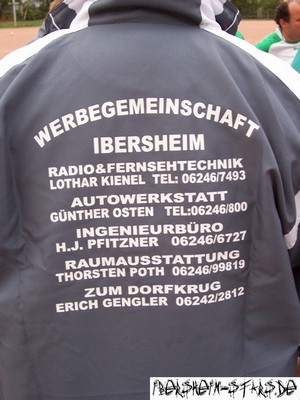 WERBEGEMEINSCHAFT
IBERSHEIM
RADIO&FERNSEHTECHNIK
LOTHAR KIENEL TEL: 06246/7493
AUTOWERKSTATT
GÜNTHER OSTEN TEL:06246/800
INGENIEURBÜRO
H.J. PFITZNER 06246/6727
RAUMAUSSTATTUNG
THORSTEN POTH 06246/99819
ZUM DORFKRUG
ERICH GENGLER 06242/2812
IBERSHEIM-STARS.DE